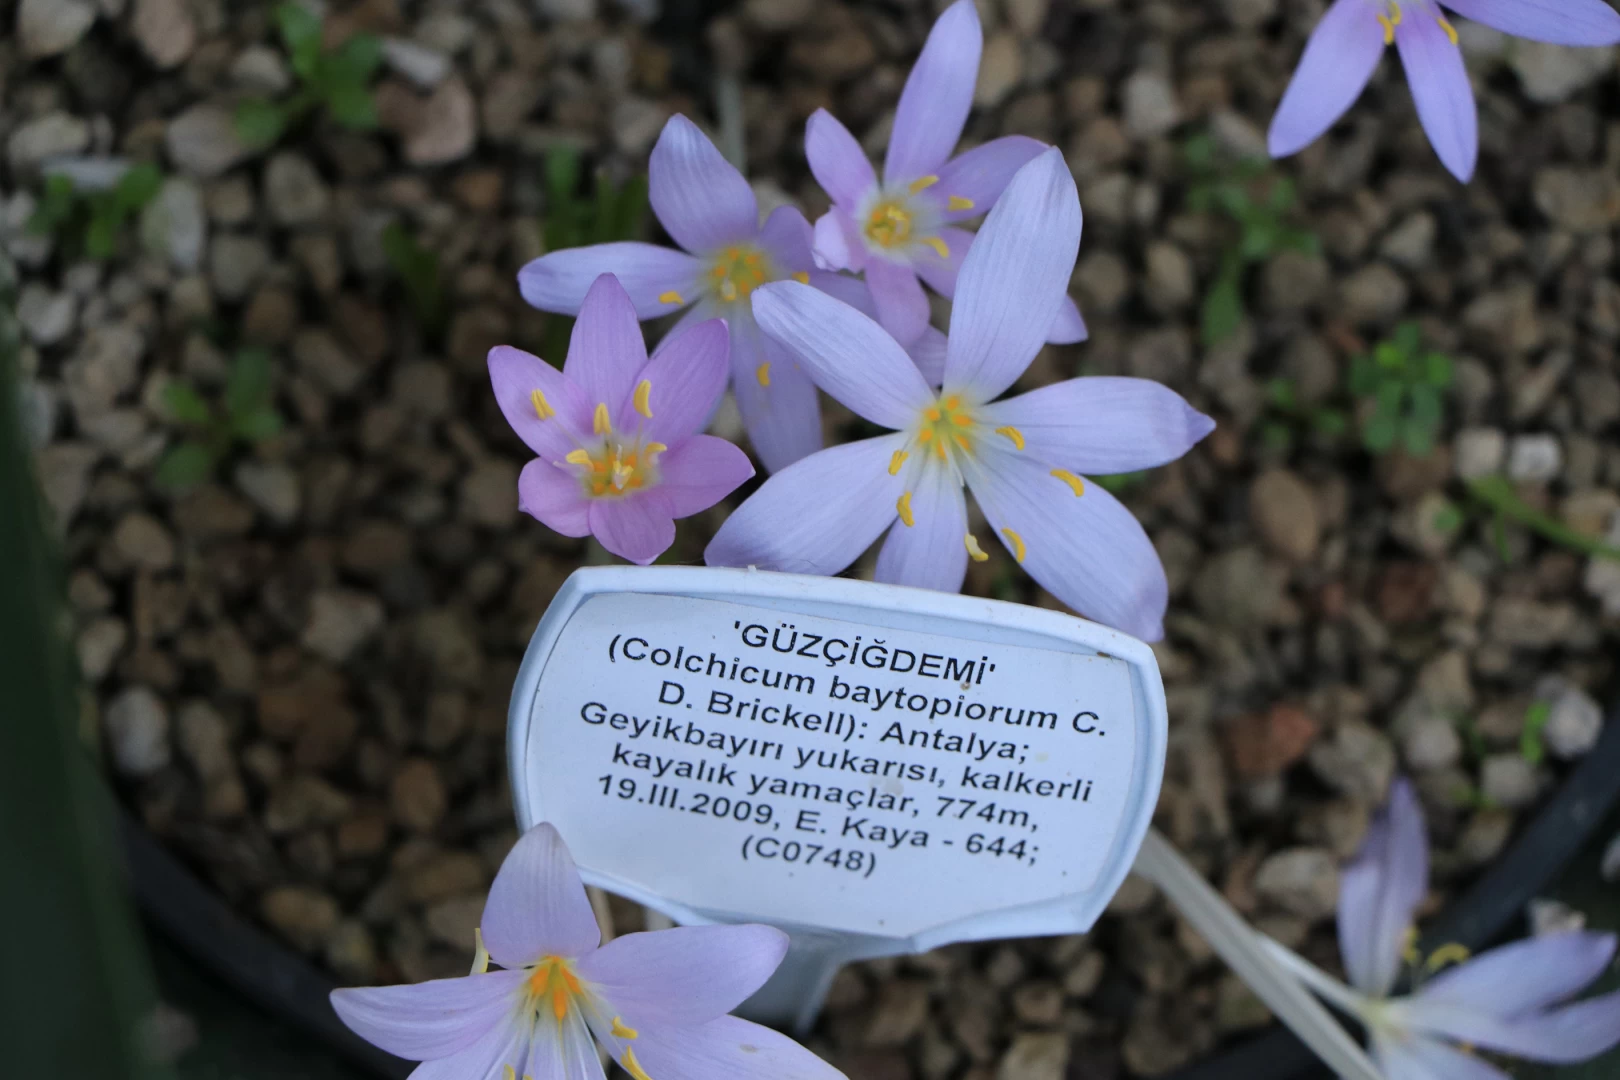 'GÜZÇİĞDEMİ'
(Colchicum baytopiorum C.
D. Brickell): Antalya;
Geyikbayırı yukarısı, kalkerli
kayalık yamaçlar, 774m,
19.III.2009, E. Kaya - 644;
(C0748)